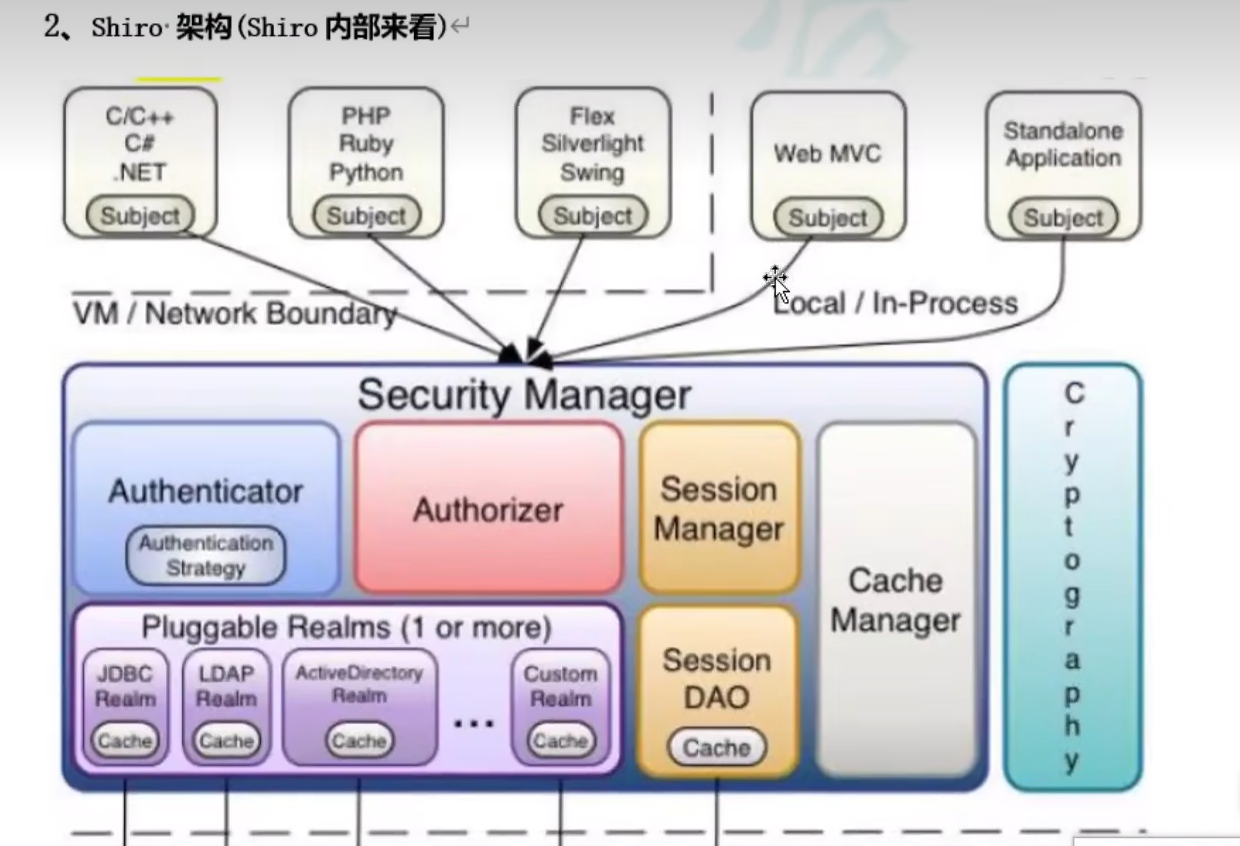 2、Shiro 架构(Shiro 内部来看)
C/C++
C#
.NET
Subject
PHP
Ruby
Python
Subject
Flex
Silverlight
Swing
Subject
Web MVC
Subject
Standalone
Application
Subject
VM / Network Boundary
Local / In-Process
Security Manager
Authenticator
Authentication
Strategy
Authorizer
Session
Manager
Cache
Manager
Pluggable Realms (1 or more)
JDBC
Realm
Cache
LDAP
Realm
Cache
ActiveDirectory
Realm
Cache
...
Custom
Realm
Cache
Session
DAO
Cache
Cryptography